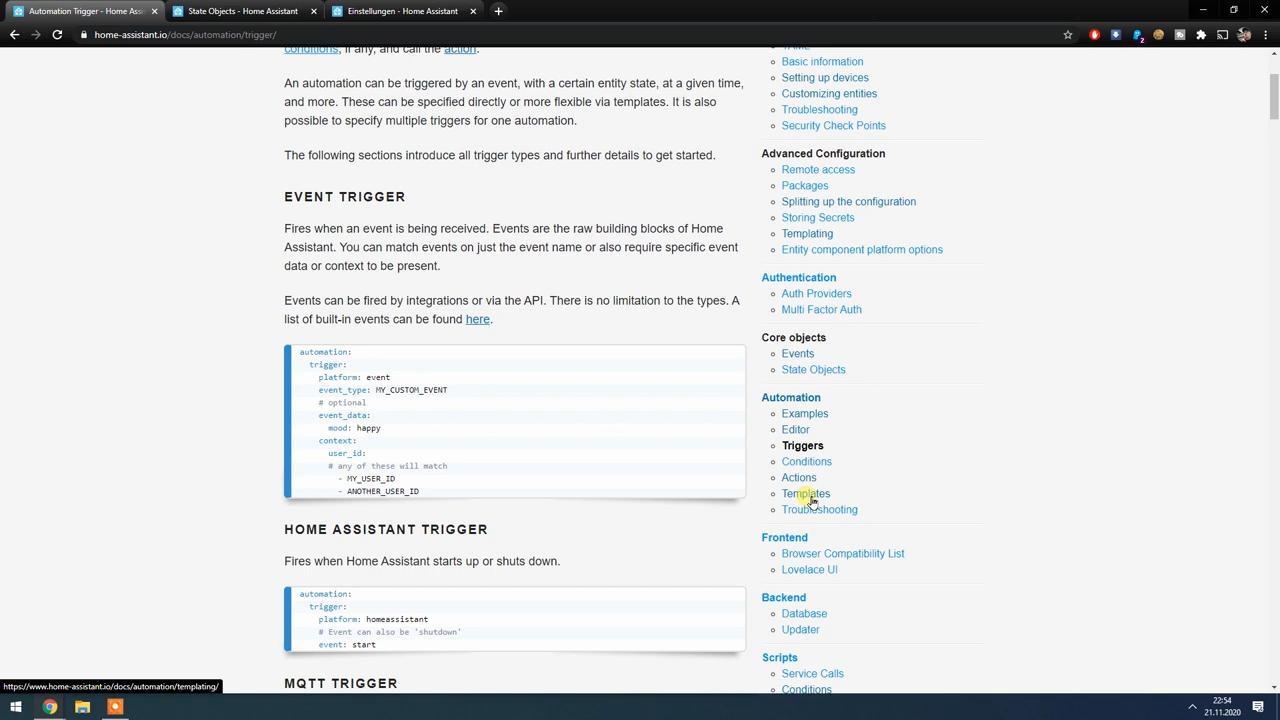 Automation Trigger - Home Assis
State Objects - Home Assistant
Einstellungen - Home Assistant
home-assistant.io/docs/automation/trigger/
conditions, if any, and call the action.
An automation can be triggered by an event, with a certain entity state, at a given time,
and more. These can be specified directly or more flexible via templates. It is also
possible to specify multiple triggers for one automation.
The following sections introduce all trigger types and further details to get started.
EVENT TRIGGER
Fires when an event is being received. Events are the raw building blocks of Home
Assistant. You can match events on just the event name or also require specific event
data or context to be present.
Events can be fired by integrations or via the API. There is no limitation to the types. A
list of built-in events can be found here.
automation:
trigger:
platform: event
event_type: MY_CUSTOM_EVENT
# optional
event_data:
mood: happy
context:
user_id:
# any of these will match
- MY_USER_ID
- ANOTHER_USER_ID
HOME ASSISTANT TRIGGER
Fires when Home Assistant starts up or shuts down.
automation:
trigger:
platform: homeassistant
# Event can also be 'shutdown'
event: start
MQTT TRIGGER
YAML
Basic information
Setting up devices
Customizing entities
Troubleshooting
Security Check Points
Advanced Configuration
Remote access
Packages
Splitting up the configuration
Storing Secrets
Templating
Entity component platform options
Authentication
Auth Providers
Multi Factor Auth
Core objects
Events
State Objects
Automation
Examples
Editor
Triggers
Conditions
Actions
Templates
Troubleshooting
Frontend
Browser Compatibility List
Lovelace UI
Backend
Database
Updater
Scripts
Service Calls
Conditions
https://www.home-assistant.io/docs/automation/templating/
22:54
21.11.2020